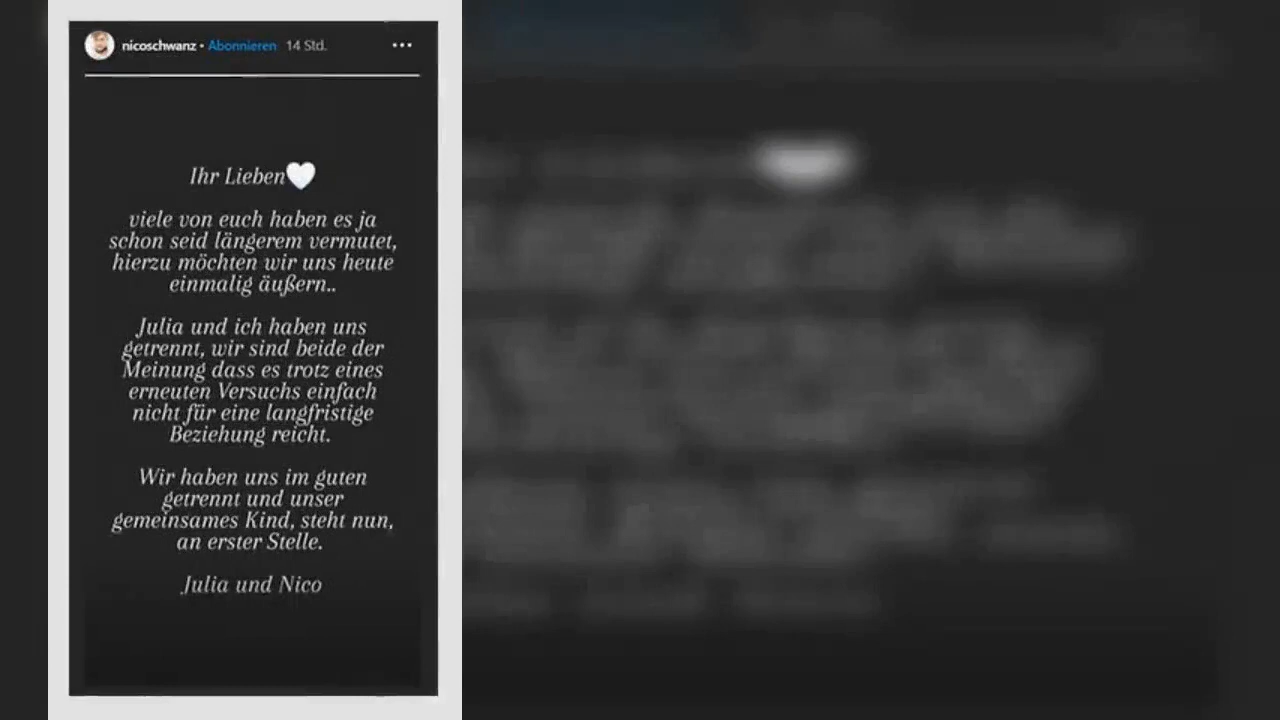 nicoschwanz • Abonnieren 14 Std.
Ihr Lieben🤍
viele von euch haben es ja
schon seid längerem vermutet,
hierzu möchten wir uns heute
einmalig äußern..
Julia und ich haben uns
getrennt, wir sind beide der
Meinung dass es trotz eines
erneuten Versuchs einfach
nicht für eine langfristige
Beziehung reicht.
Wir haben uns im guten
getrennt und unser
gemeinsames Kind, steht nun,
an erster Stelle.
Julia und Nico